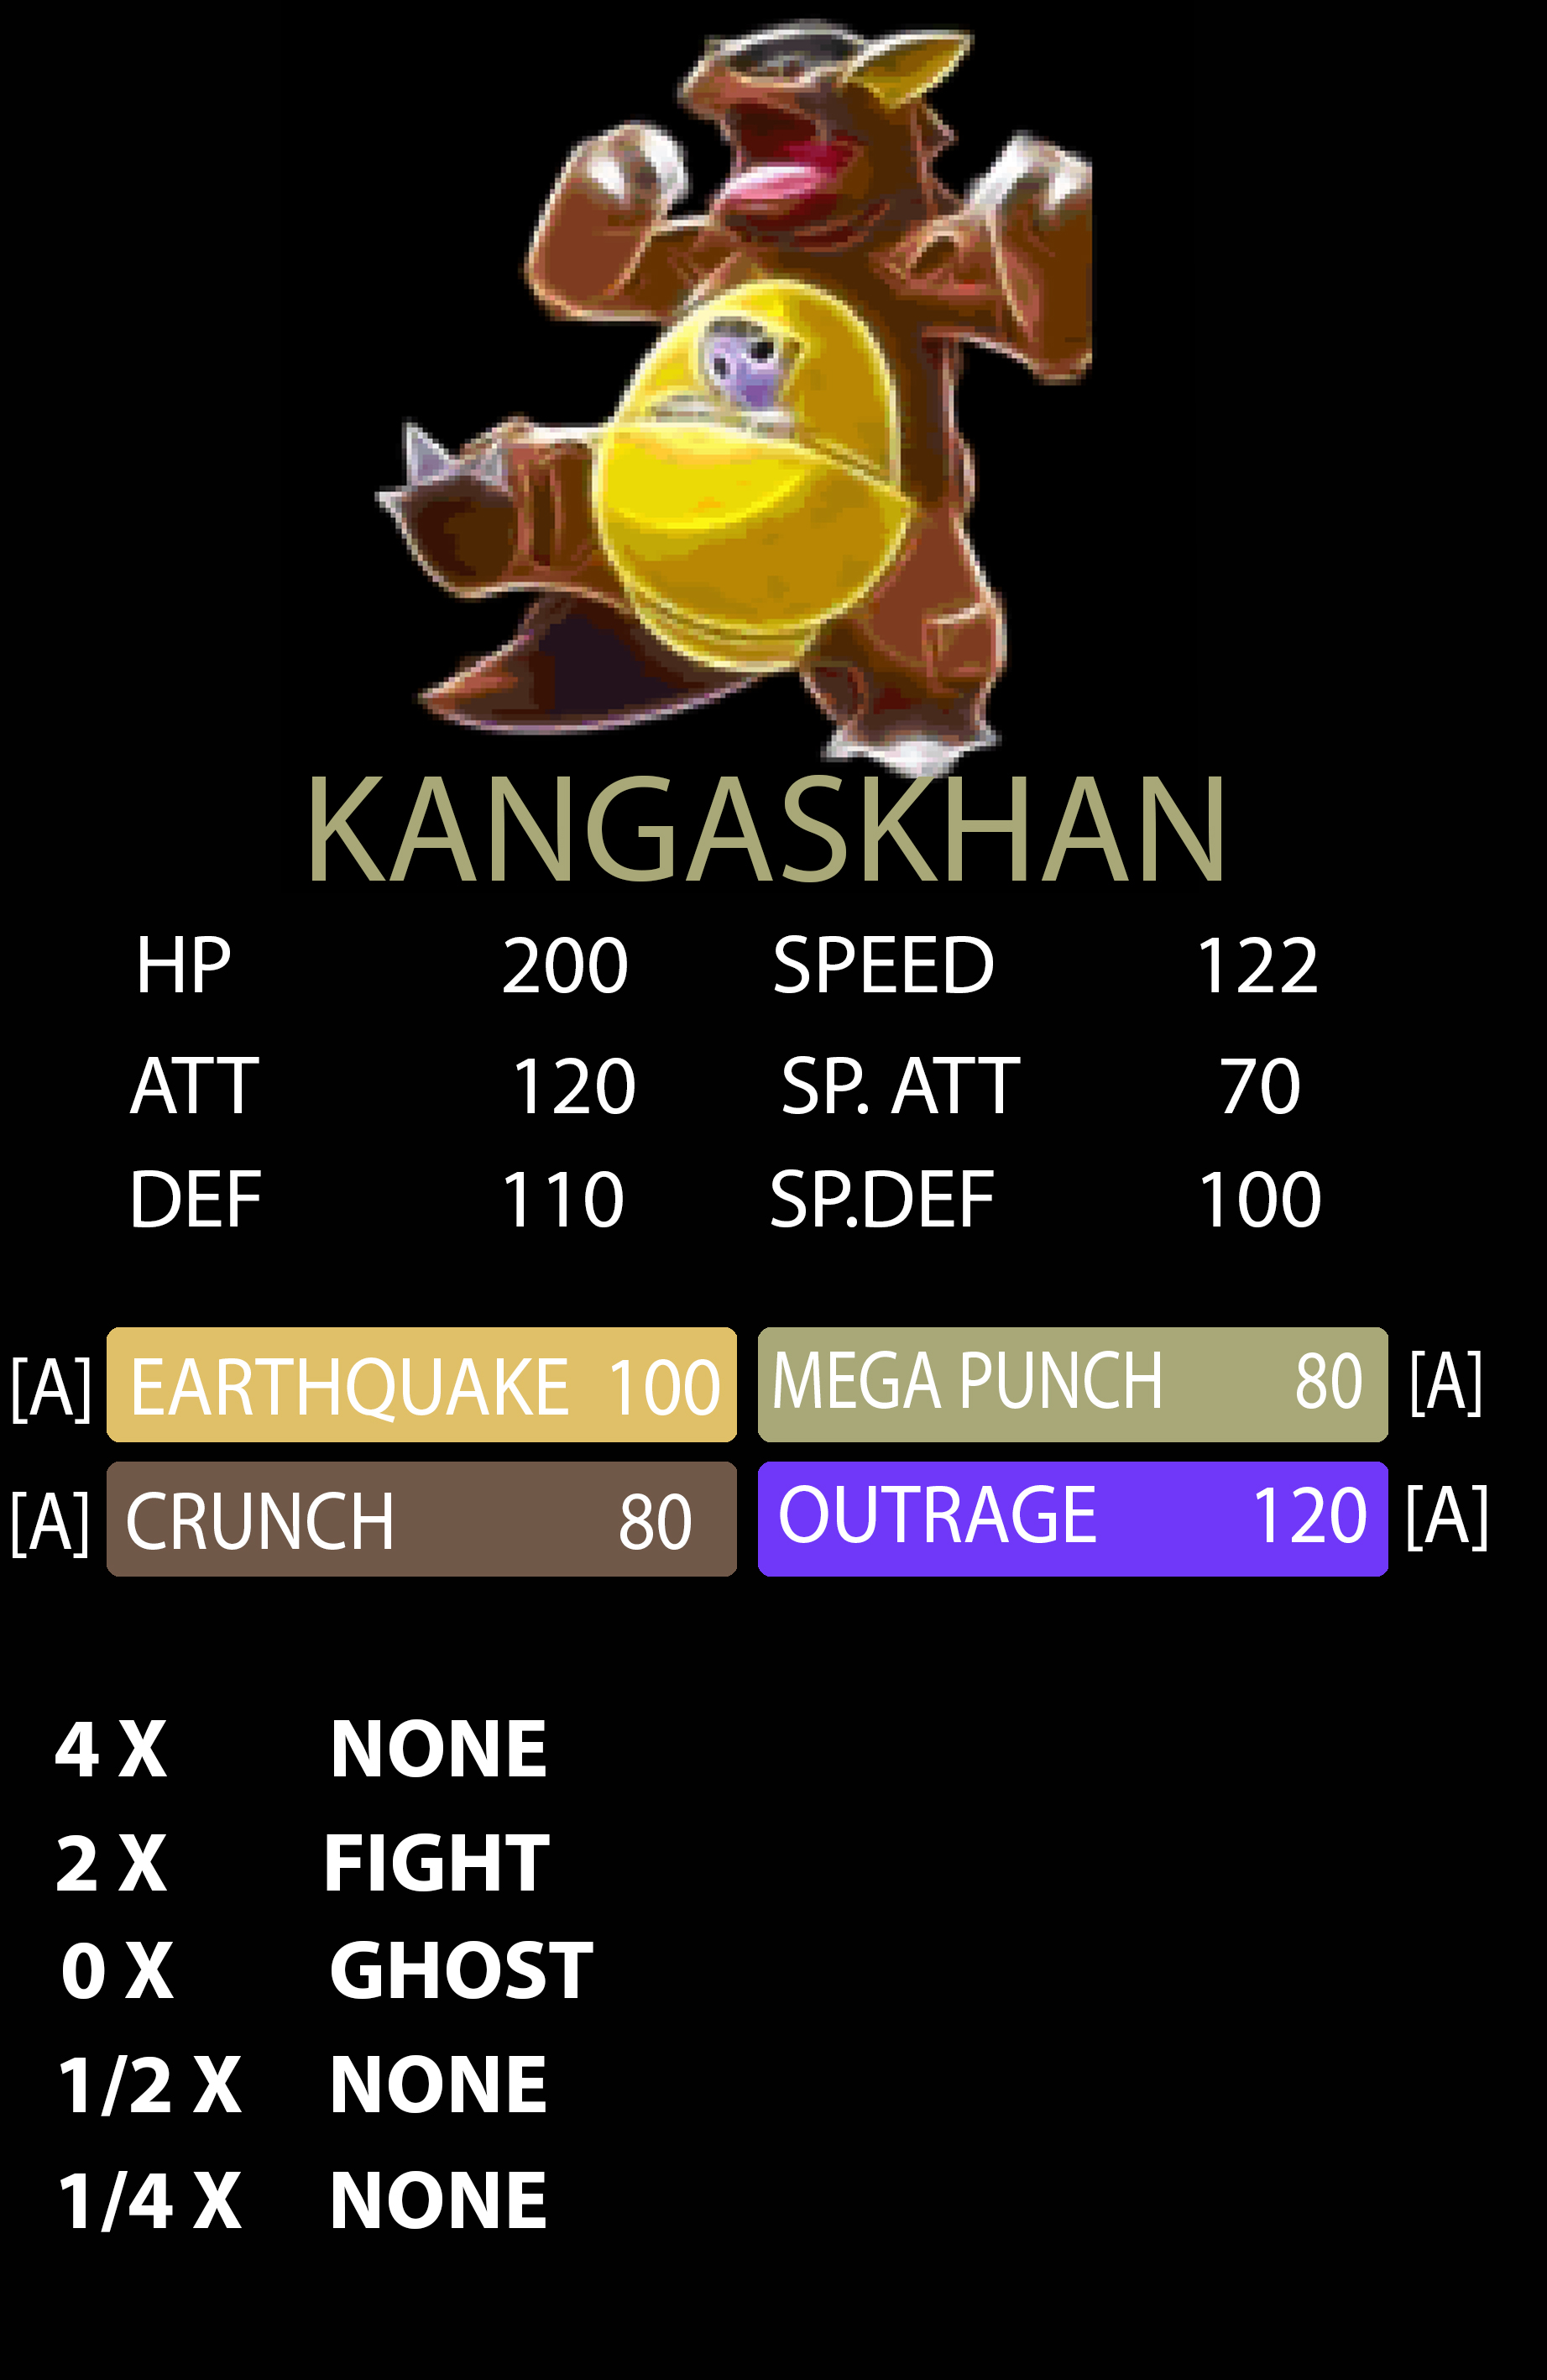 KANGASKHAN
HP 200 SPEED 122
ATT 120 SP. ATT 70
DEF 110 SP.DEF 100
[A] EARTHQUAKE 100 MEGA PUNCH 80 [A]
[A] CRUNCH 80 OUTRAGE 120 [A]
4 X NONE
2 X FIGHT
0 X GHOST
1/2 X NONE
1/4 X NONE